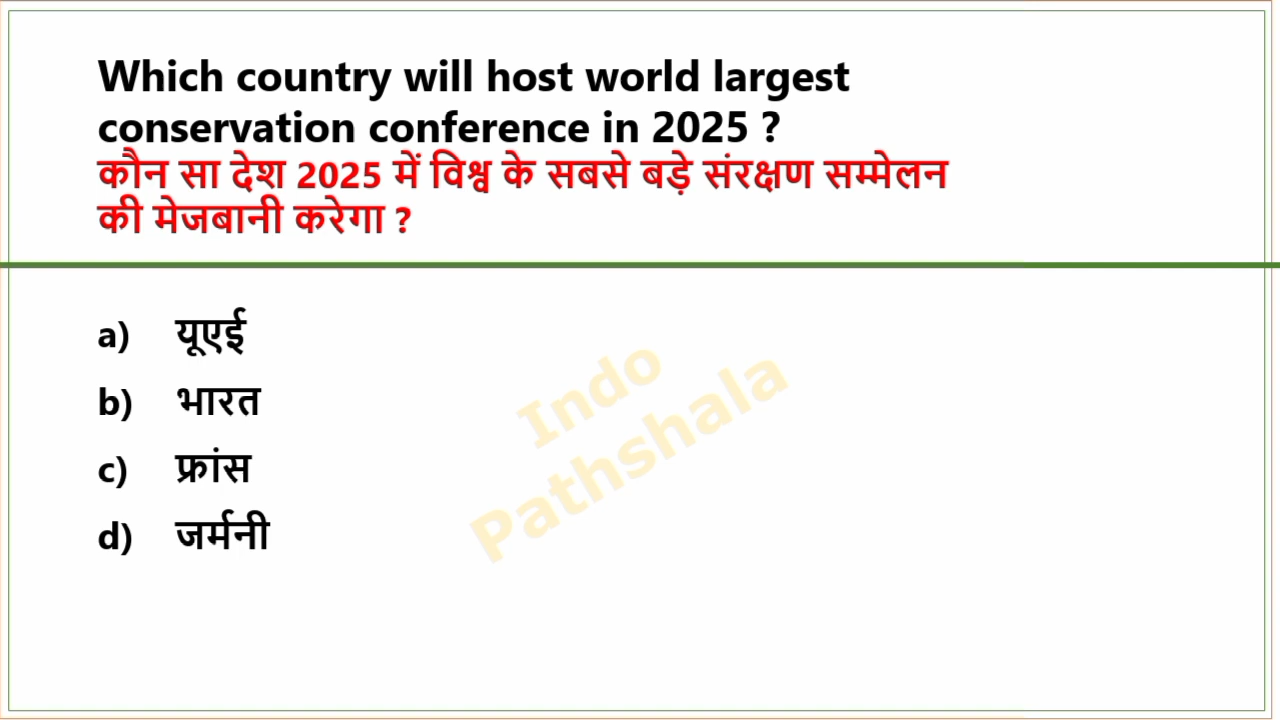 Which country will host world largest
conservation conference in 2025 ?
कौन सा देश 2025 में विश्व के सबसे बड़े संरक्षण सम्मेलन
की मेजबानी करेगा ?
a) यूएई
b) भारत
c) फ्रांस
d) जर्मनी
Indo
Pathshala